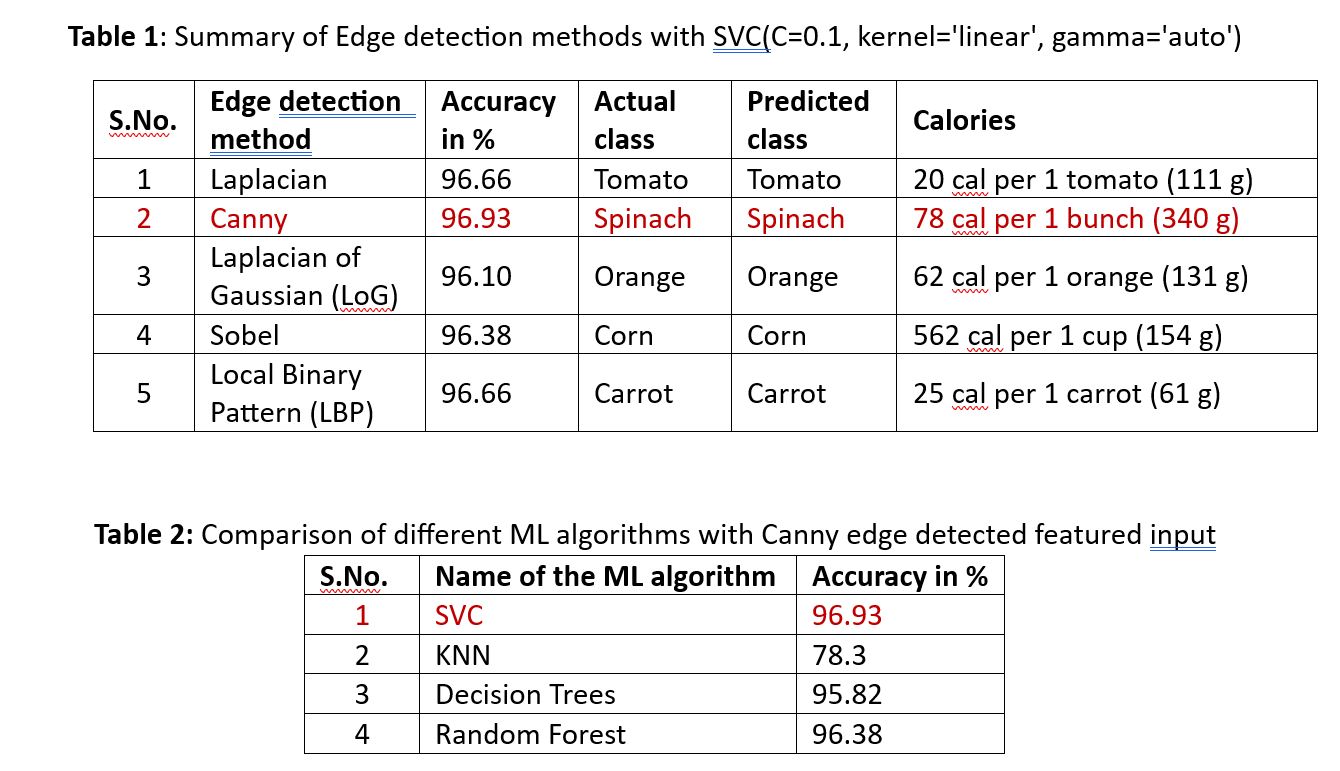 Table 1: Summary of Edge detection methods with SVC(C=0.1, kernel='linear', gamma='auto')
S.No. Edge detection method Accuracy in % Actual class Predicted class Calories
1 Laplacian 96.66 Tomato Tomato 20 cal per 1 tomato (111 g)
2 Canny 96.93 Spinach Spinach 78 cal per 1 bunch (340 g)
3 Laplacian of Gaussian (LoG) 96.10 Orange Orange 62 cal per 1 orange (131 g)
4 Sobel 96.38 Corn Corn 562 cal per 1 cup (154 g)
5 Local Binary Pattern (LBP) 96.66 Carrot Carrot 25 cal per 1 carrot (61 g)
Table 2: Comparison of different ML algorithms with Canny edge detected featured input
S.No. Name of the ML algorithm Accuracy in %
1 SVC 96.93
2 KNN 78.3
3 Decision Trees 95.82
4 Random Forest 96.38